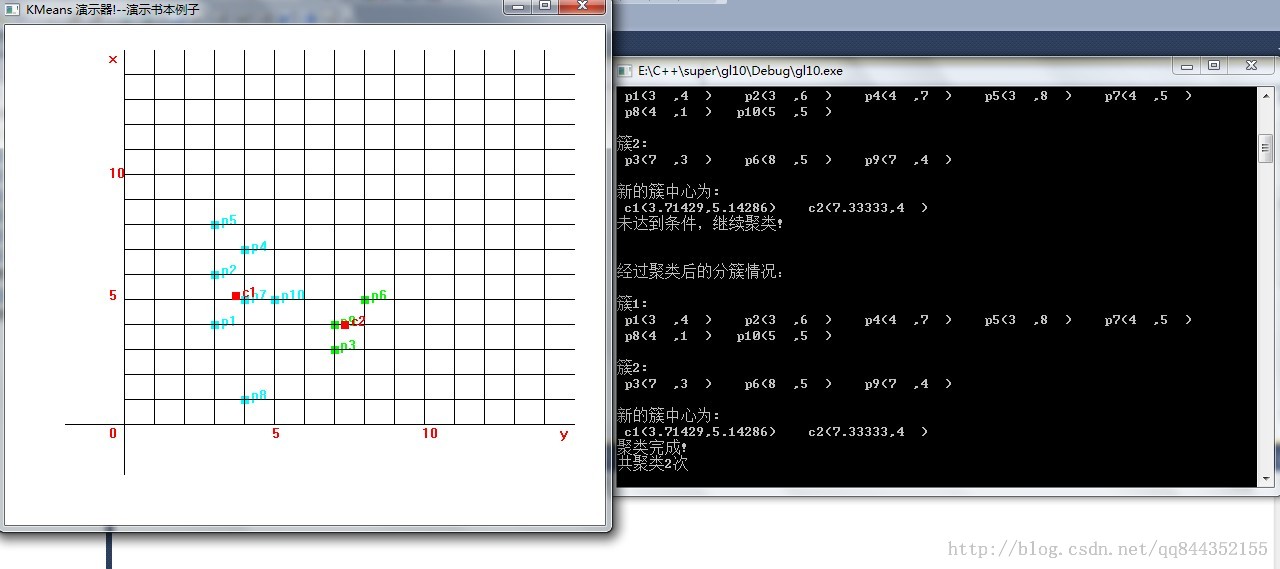 KMeans 演示器!--演示书本例子
x
10
p5
p4
p2
c1
p7
p10
p6
5
p1
c2
p3
p8
0
5
10
y
E:\C++\super\gl10\Debug\gl10.exe
p1(3 ,4 ) p2(3 ,6 ) p4(4 ,7 ) p5(3 ,8 ) p7(4 ,5 )
p8(4 ,1 ) p10(5 ,5 )
簇2:
p3(7 ,3 ) p6(8 ,5 ) p9(7 ,4 )
新的簇中心为:
c1(3.71429,5.14286) c2(7.33333,4 )
未达到条件, 继续聚类!
经过聚类后的分簇情况:
簇1:
p1(3 ,4 ) p2(3 ,6 ) p4(4 ,7 ) p5(3 ,8 ) p7(4 ,5 )
p8(4 ,1 ) p10(5 ,5 )
簇2:
p3(7 ,3 ) p6(8 ,5 ) p9(7 ,4 )
新的簇中心为:
c1(3.71429,5.14286) c2(7.33333,4 )
聚类完成!
共聚类2次
http://blog.csdn.net/qq844352155